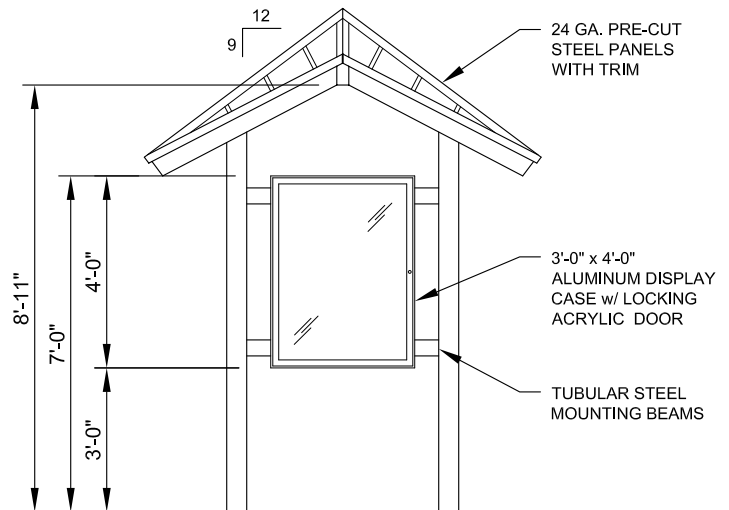 12
9
24 GA. PRE-CUT
STEEL PANELS
WITH TRIM
8'-11"
7'-0"
4'-0"
3'-0"
3'-0" x 4'-0"
ALUMINUM DISPLAY
CASE w/ LOCKING
ACRYLIC DOOR
TUBULAR STEEL
MOUNTING BEAMS